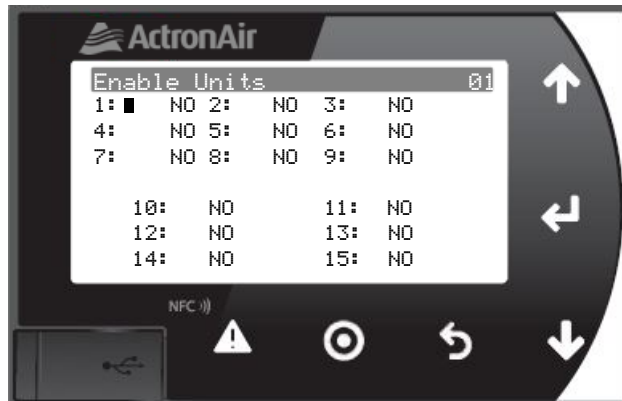 ActronAir
Enable Units 01
1: NO 2: NO 3: NO
4: NO 5: NO 6: NO
7: NO 8: NO 9: NO
10: NO 11: NO
12: NO 13: NO
14: NO 15: NO
NFC